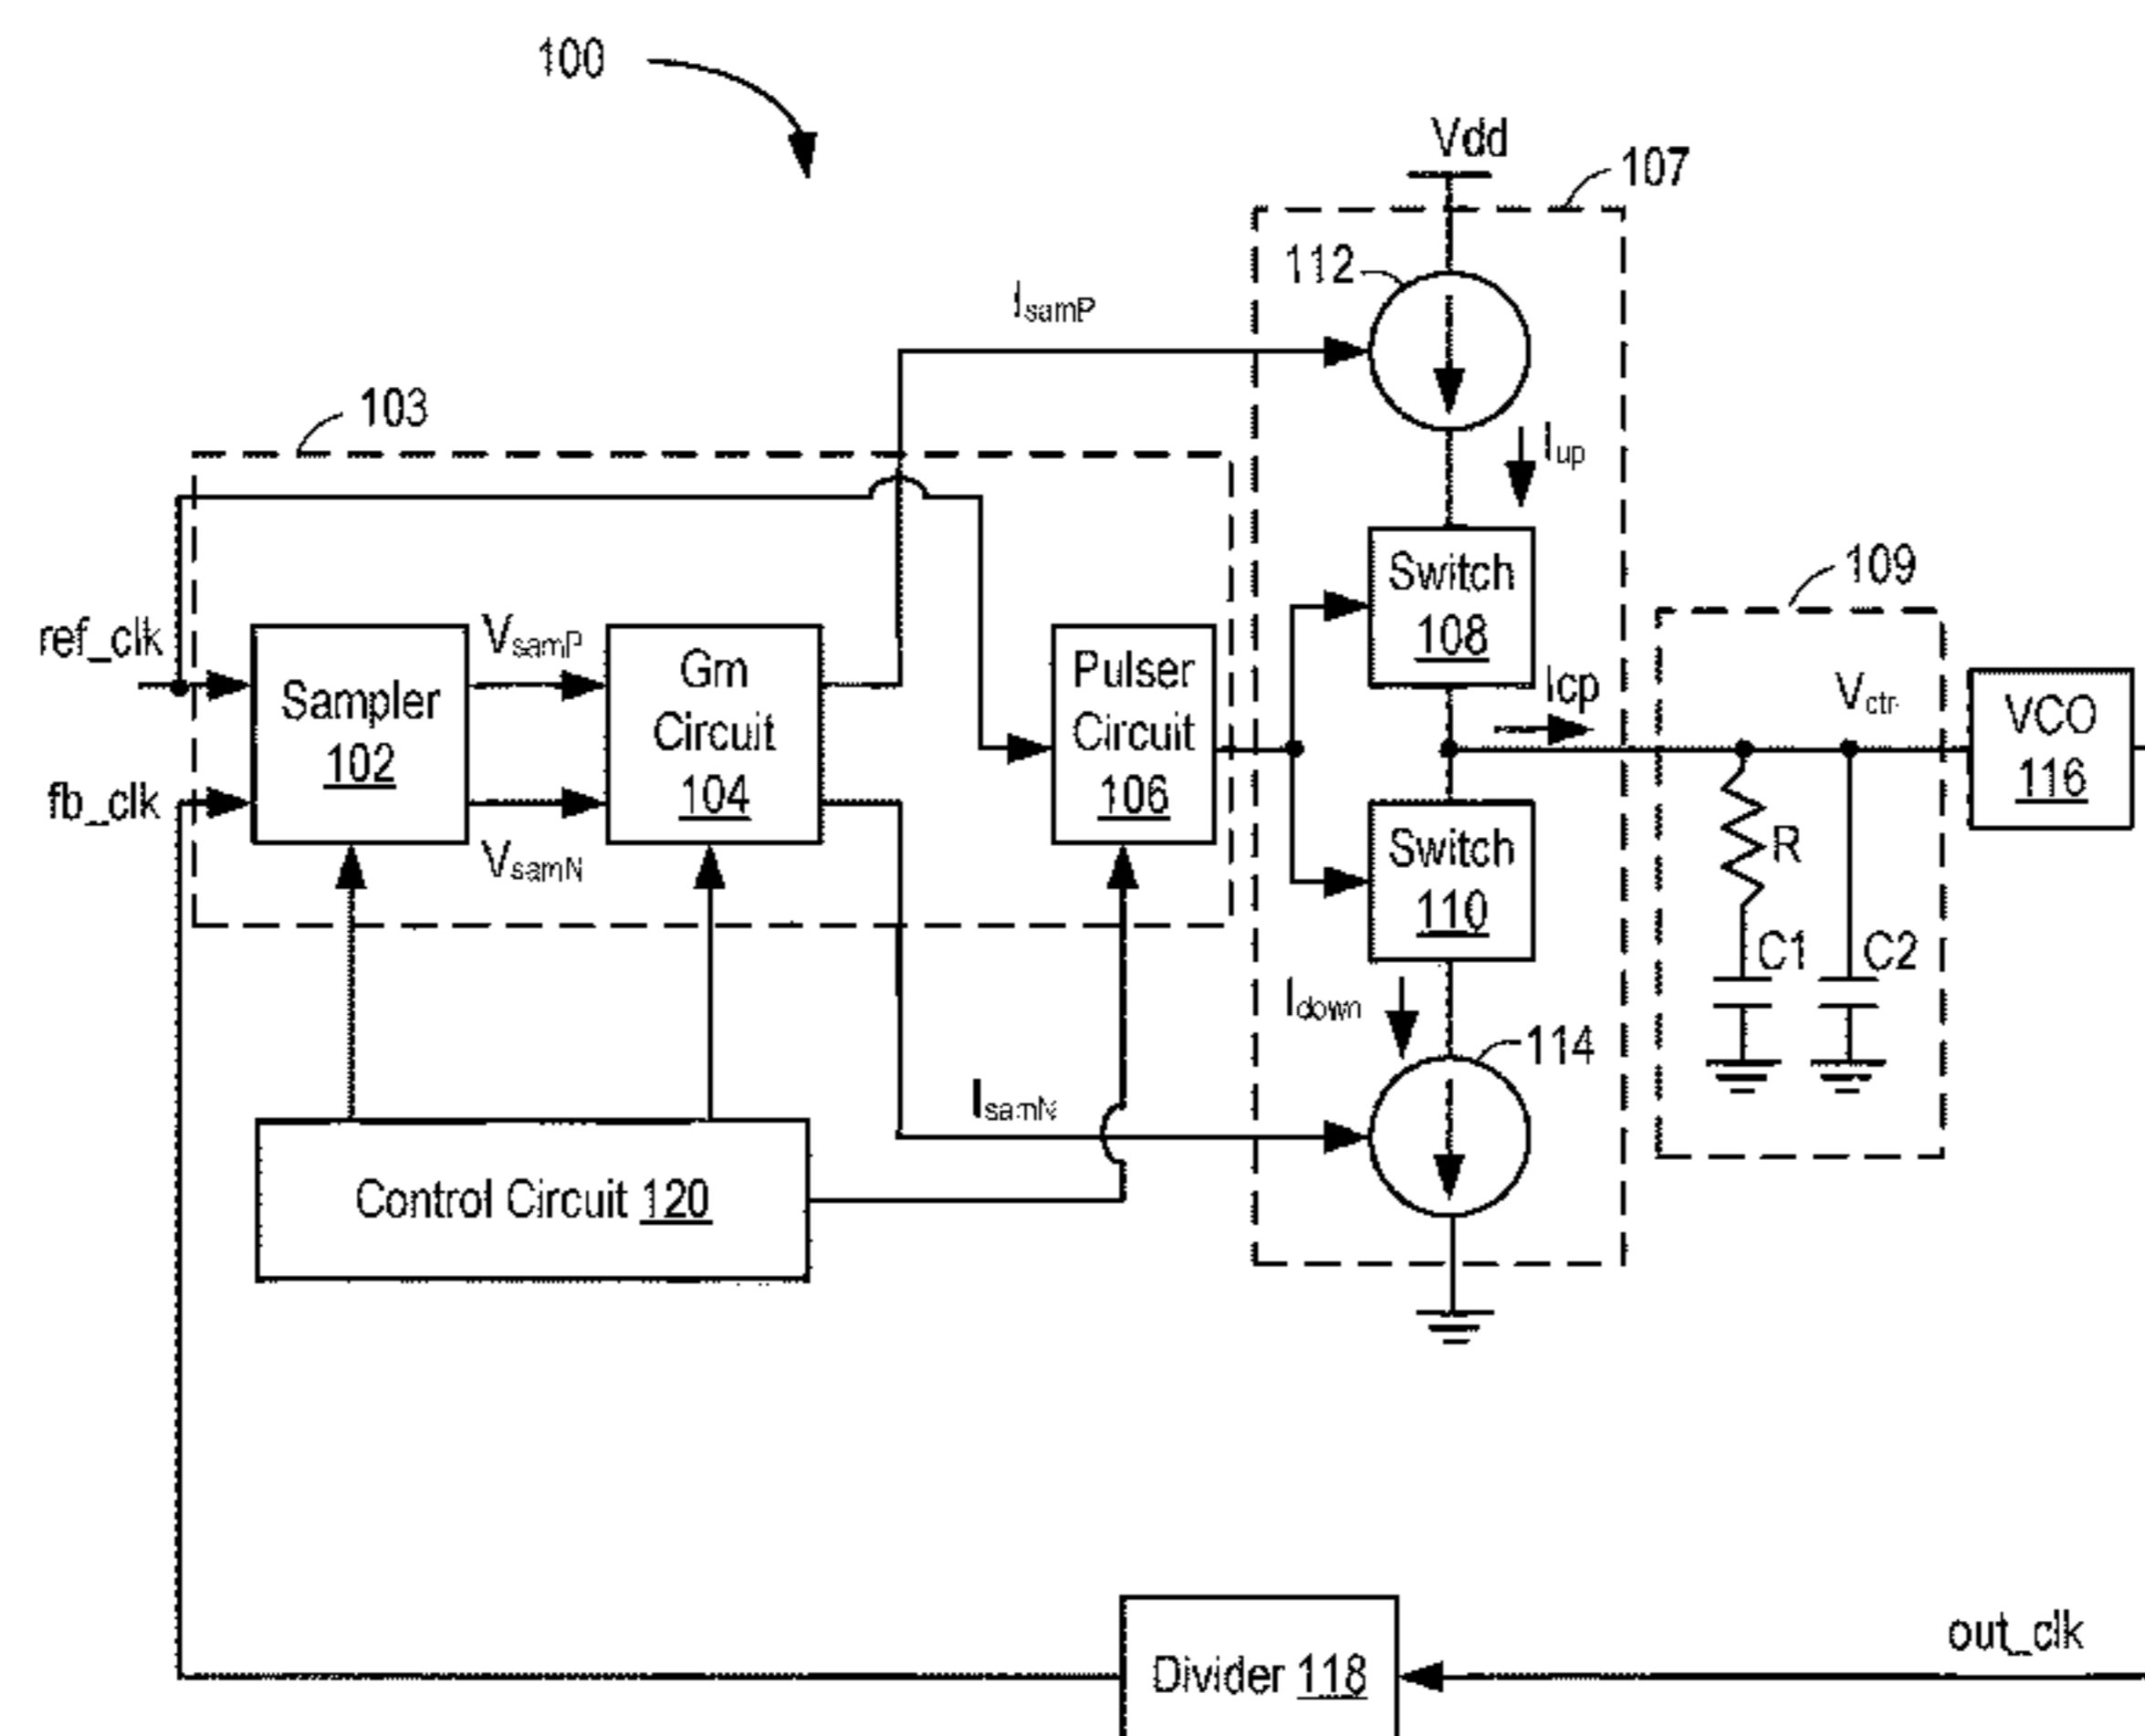 100
Vdd
107
112
IsamP
103
Iup
Switch
108
109
ref_clk
VsamP
Sampler
102
Gm
Circuit
104
Pulser
Circuit
106
Icp
Vctr
VCO
116
fb_clk
VsamN
Switch
110
R
C1
C2
Idown
114
IsamN
Control Circuit 120
out_clk
Divider 118